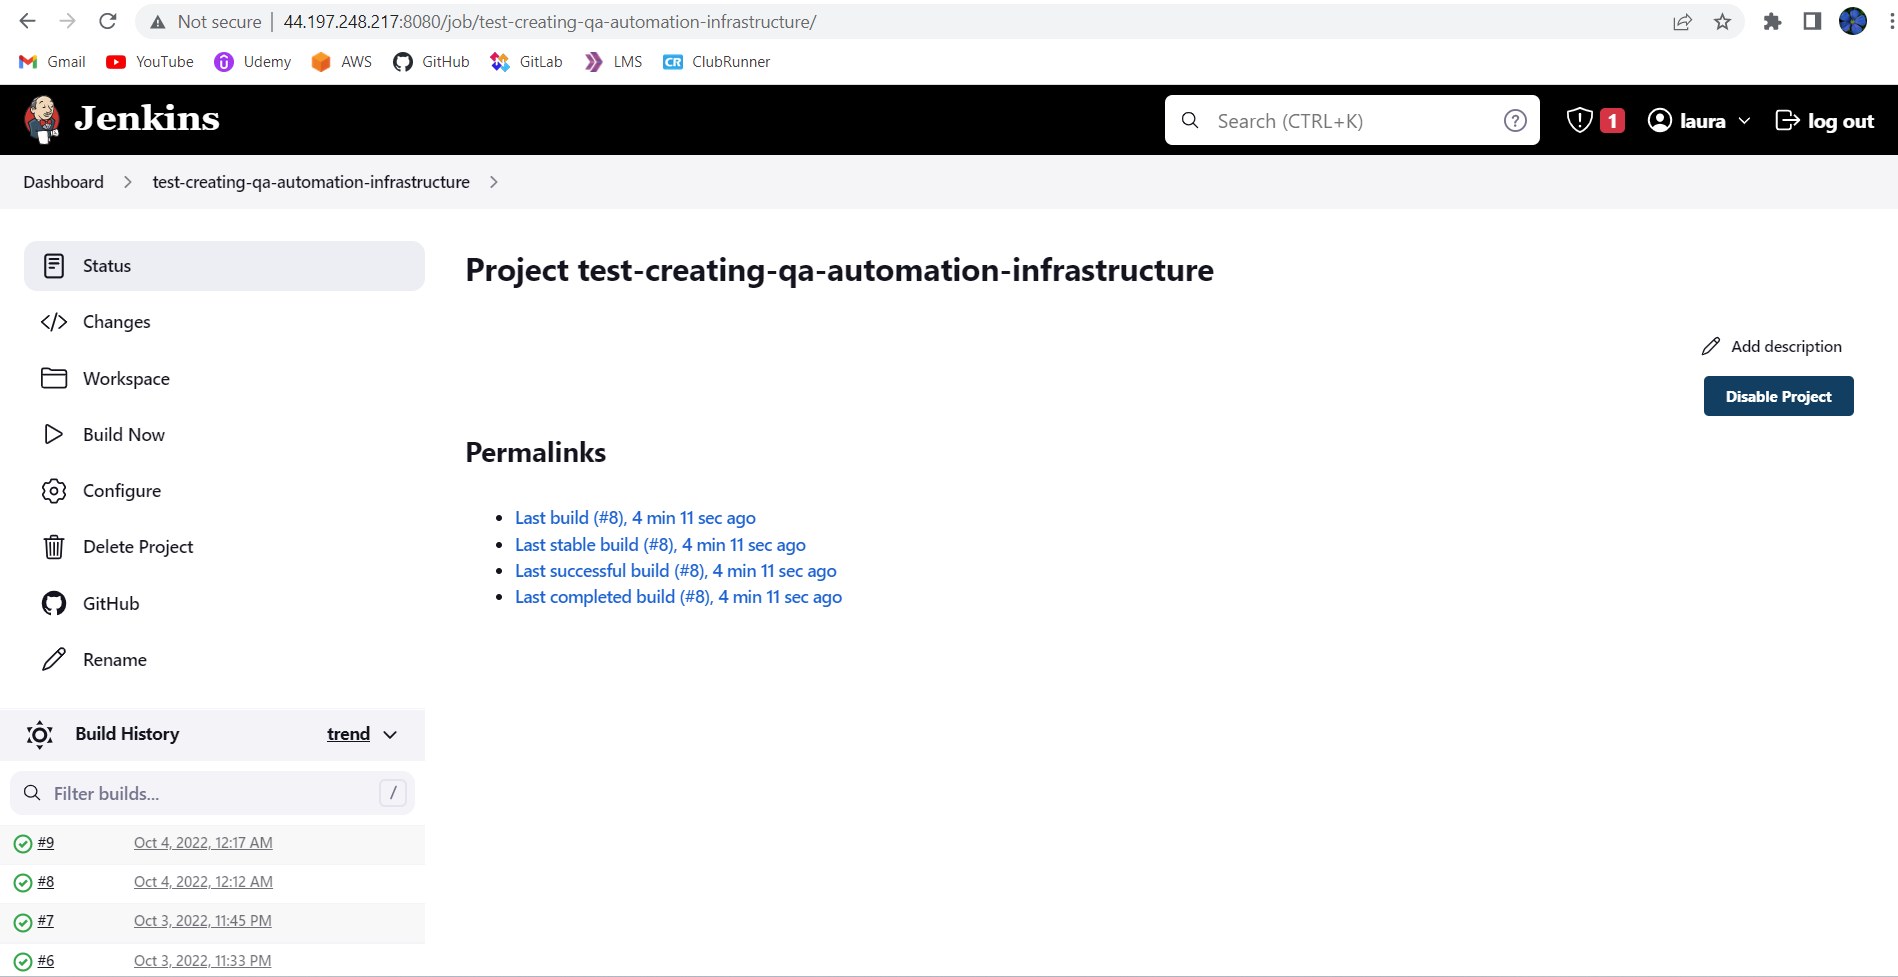 Not secure | 44.197.248.217:8080/job/test-creating-qa-automation-infrastructure/
Gmail YouTube Udemy AWS GitHub GitLab LMS CR ClubRunner
Jenkins Search (CTRL+K) ? 1 laura log out
Dashboard test-creating-qa-automation-infrastructure
Status
Changes
Workspace
Build Now
Configure
Delete Project
GitHub
Rename
Project test-creating-qa-automation-infrastructure
Add description
Disable Project
Permalinks
• Last build (#8), 4 min 11 sec ago
• Last stable build (#8), 4 min 11 sec ago
• Last successful build (#8), 4 min 11 sec ago
• Last completed build (#8), 4 min 11 sec ago
Build History trend
Filter builds... /
#9 Oct 4, 2022, 12:17 AM
#8 Oct 4, 2022, 12:12 AM
#7 Oct 3, 2022, 11:45 PM
#6 Oct 3, 2022, 11:33 PM